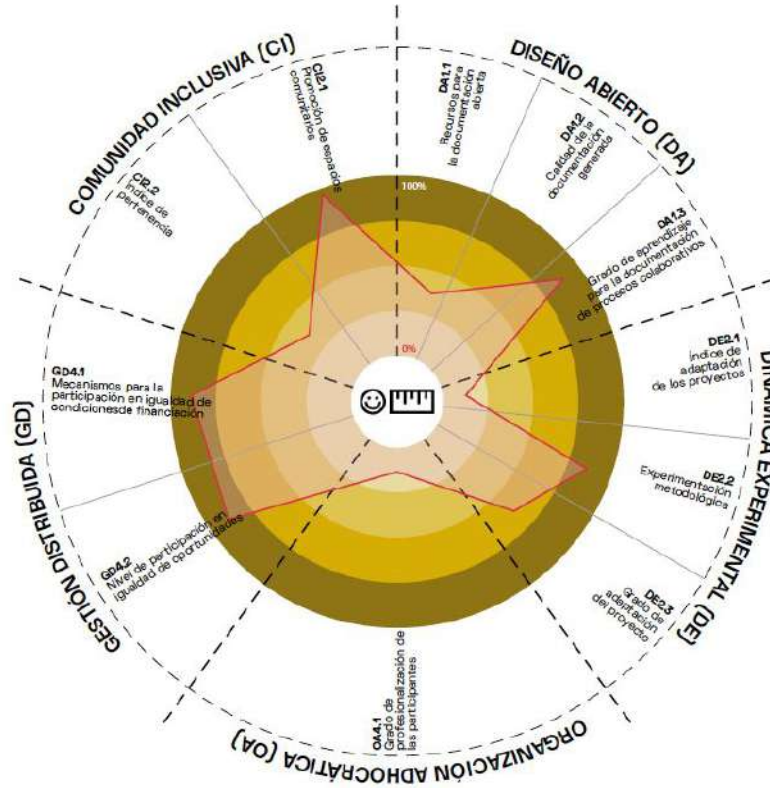 COMUNIDAD INCLUSIVA (CI)
CI2.1
Promoción de espacios
comunitarios
CI2.2
Índice de
pertenencia
DISEÑO ABIERTO (DA)
DA1.1
Recursos para
la documentación
abierta
DA1.2
Calidad de la
documentación
generada
DA1.3
Grado de aprendizaje
para la documentación
de procesos colaborativos
DINÁMICA EXPERIMENTAL (DE)
DE2.1
Índice de
adaptación
de los proyectos
DE2.2
Experimentación
metodológica
DE2.3
Grado de
adaptación
del proyecto
ORGANIZACIÓN ADHOCRÁTICA (OA)
OA4.1
Grado de
profesionalización de
las participantes
GESTIÓN DISTRIBUIDA (GD)
GD4.1
Mecanismos para la
participación en igualdad de
condicionesde financiación
GD4.2
Nivel de participación en
igualdad de oportunidades
100%
0%